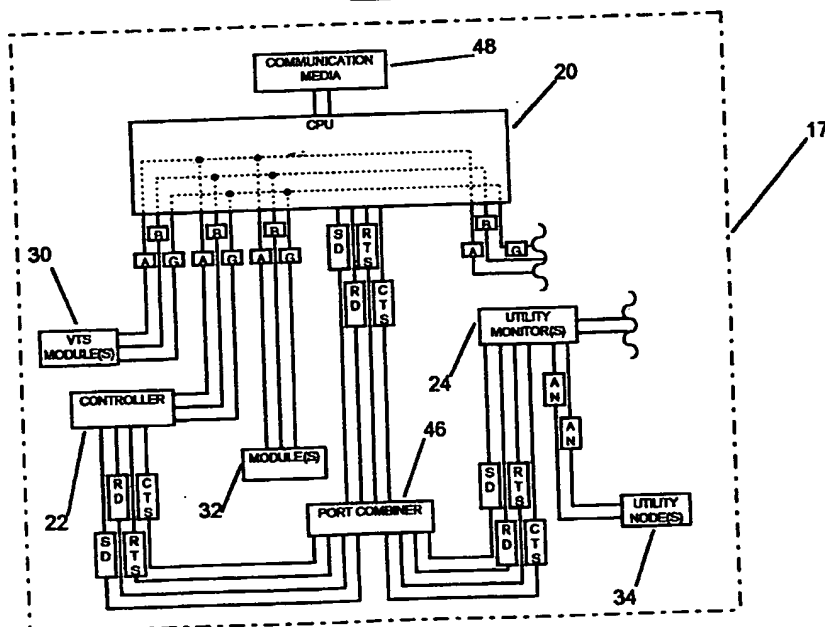 48
COMMUNICATION
MEDIA
20
CPU
17
B
B
B
B
A
G
A
G
A
G
A
G
SD
RTS
RD
CTS
30
VTS
MODULE(S)
UTILITY
MONITOR(S)
24
CONTROLLER
AN
AN
46
22
RD
CTS
32
MODULE(S)
SD
RTS
PORT COMBINER
SD
RTS
RD
CTS
UTILITY
NODE(S)
34